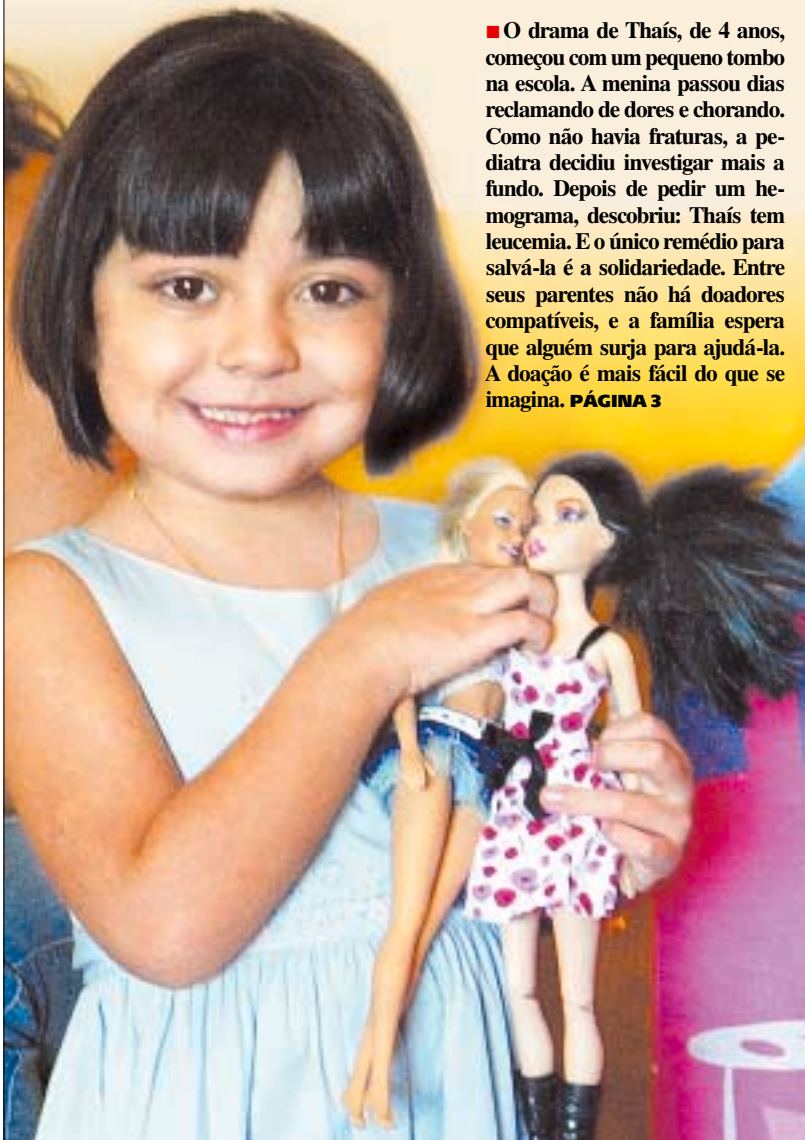 ■ O drama de Thaís, de 4 anos,
começou com um pequeno tombo
na escola. A menina passou dias
reclamando de dores e chorando.
Como não havia fraturas, a pe-
diatra decidiu investigar mais a
fundo. Depois de pedir um he-
mograma, descobriu: Thaís tem
leucemia. E o único remédio para
salvá-la é a solidariedade. Entre
seus parentes não há doadores
compatíveis, e a família espera
que alguém surja para ajudá-la.
A doação é mais fácil do que se
imagina. PÁGINA 3